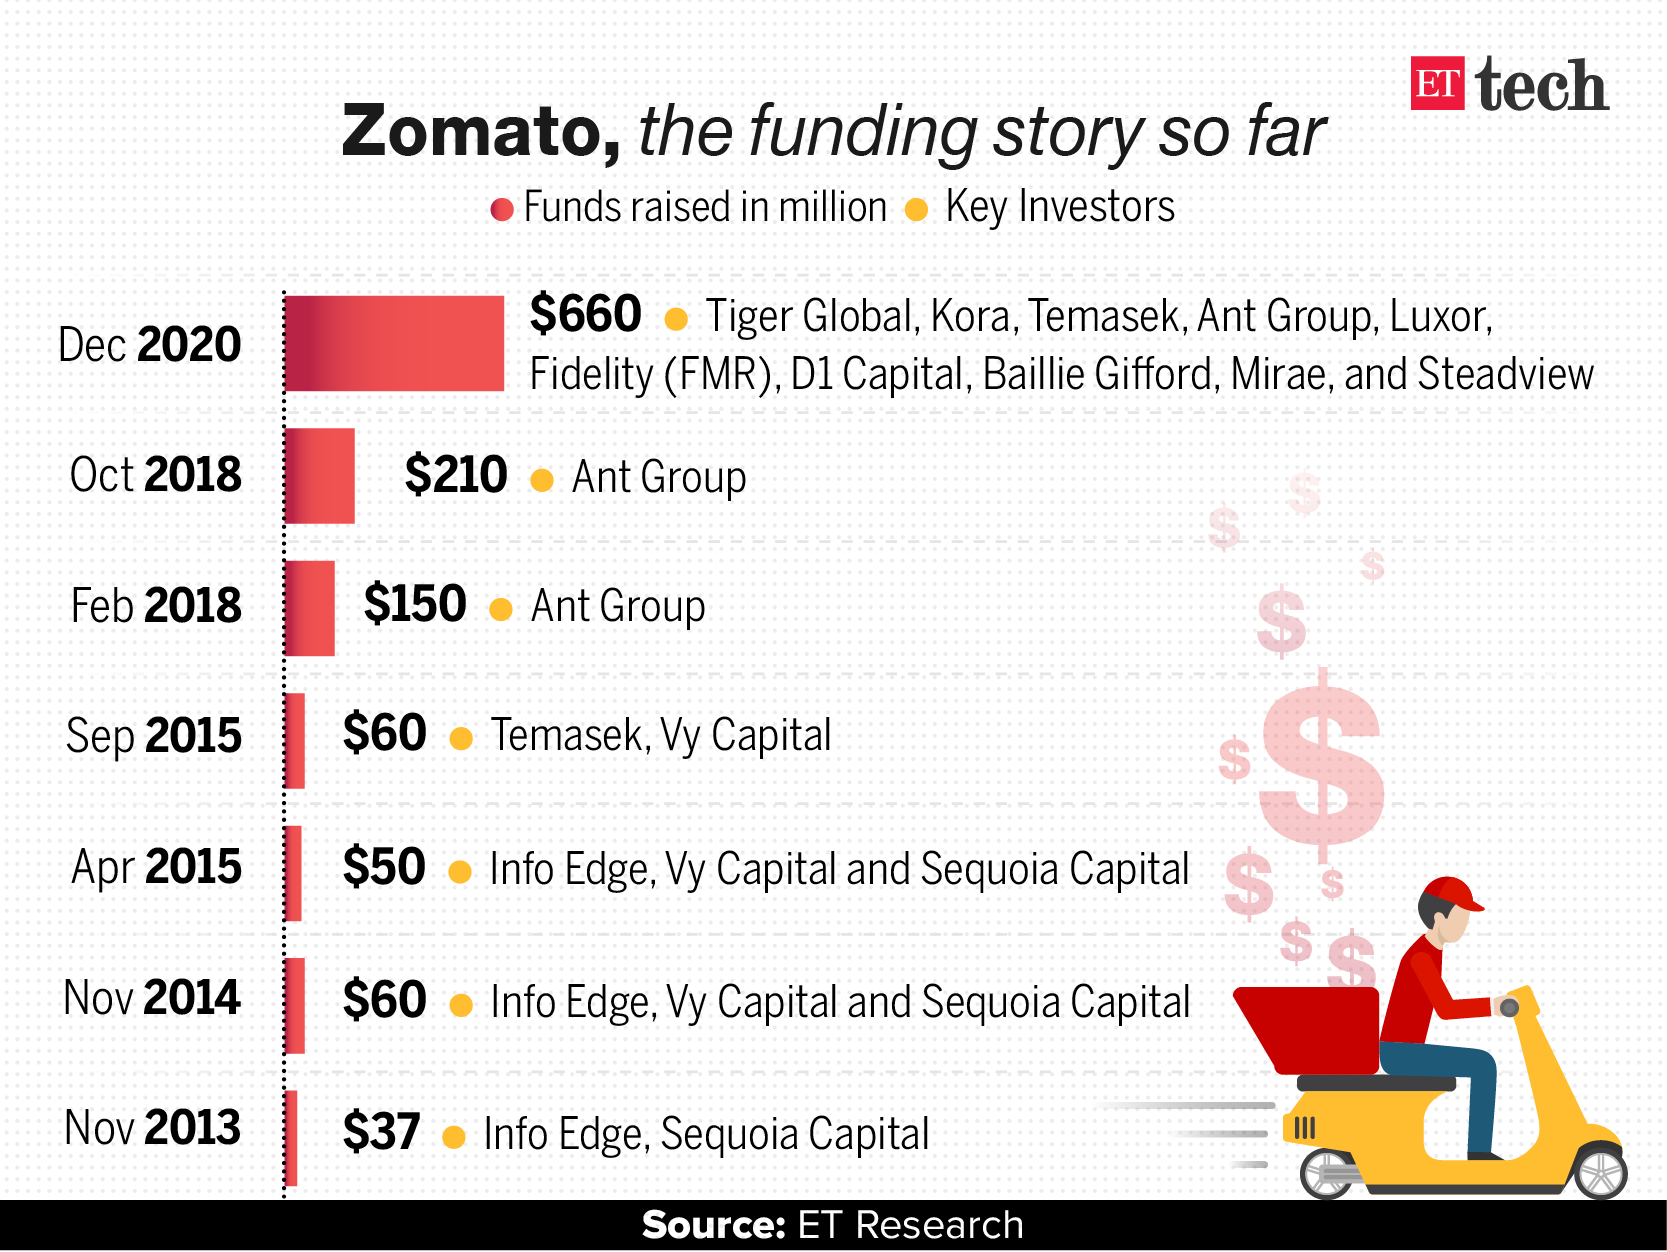 ET tech
Zomato, the funding story so far
Funds raised in million Key Investors
Dec 2020 $660 Tiger Global, Kora, Temasek, Ant Group, Luxor,
Fidelity (FMR), D1 Capital, Baillie Gifford, Mirae, and Steadview
Oct 2018 $210 Ant Group
Feb 2018 $150 Ant Group
Sep 2015 $60 Temasek, Vy Capital
Apr 2015 $50 Info Edge, Vy Capital and Sequoia Capital
Nov 2014 $60 Info Edge, Vy Capital and Sequoia Capital
Nov 2013 $37 Info Edge, Sequoia Capital
Source: ET Research